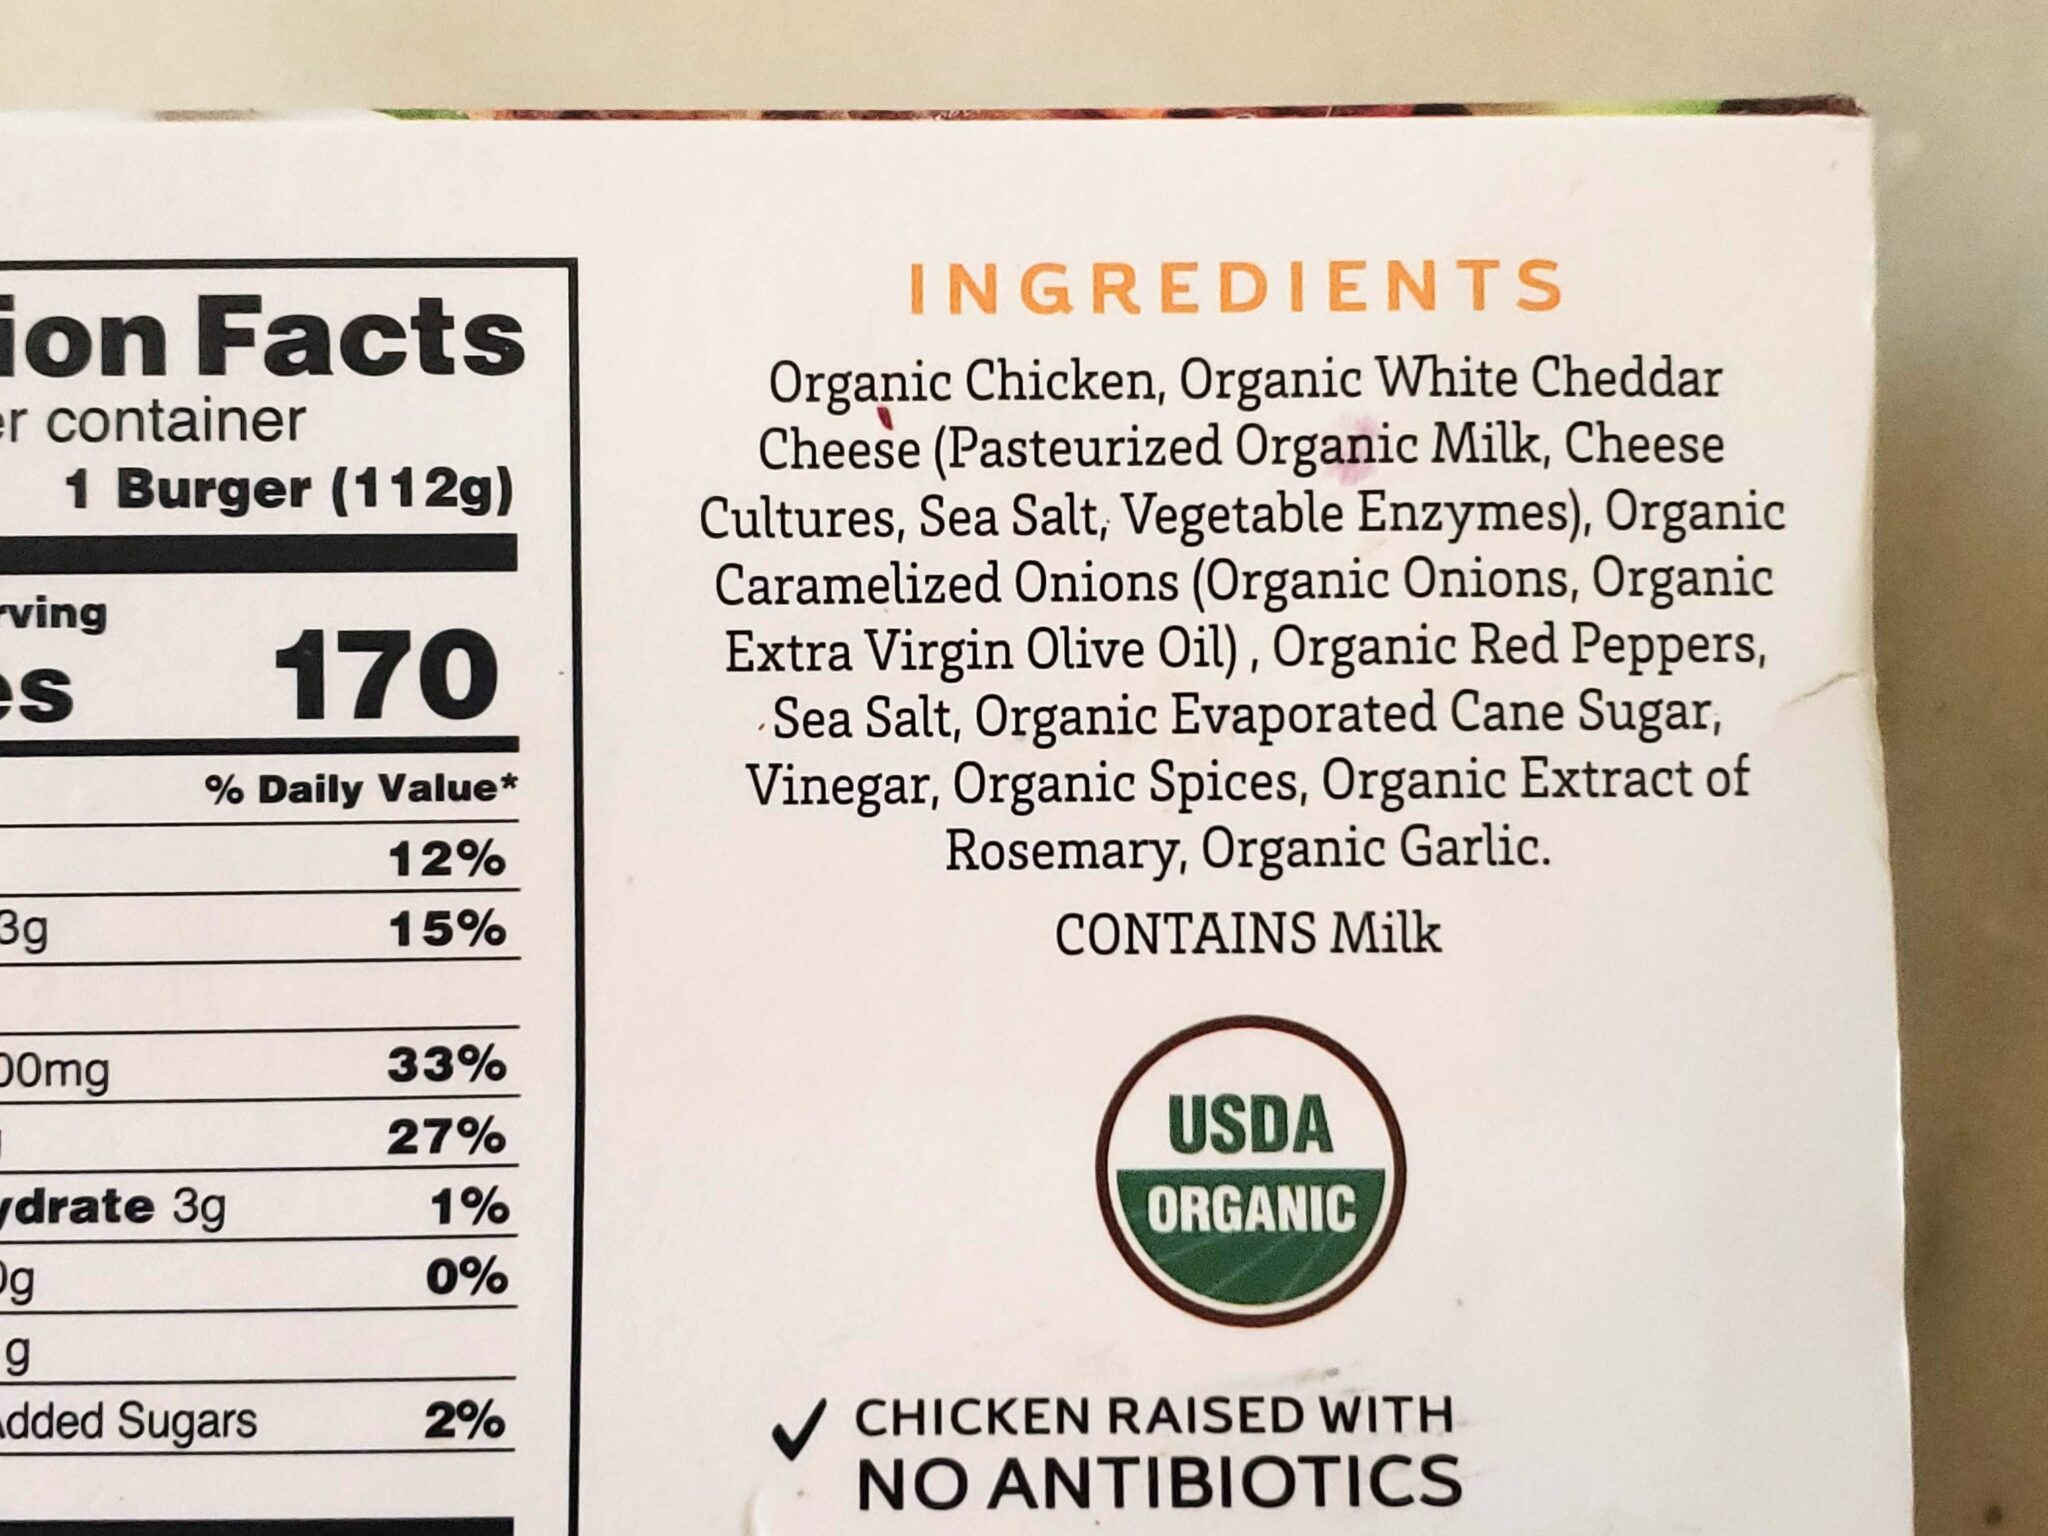 ion Facts
er container
1 Burger (112g)
rving
es 170
% Daily Value*
12%
3g 15%
00mg 33%
27%
ydrate 3g 1%
0g 0%
g
Added Sugars 2%
INGREDIENTS
Organic Chicken, Organic White Cheddar
Cheese (Pasteurized Organic Milk, Cheese
Cultures, Sea Salt, Vegetable Enzymes), Organic
Caramelized Onions (Organic Onions, Organic
Extra Virgin Olive Oil) , Organic Red Peppers,
Sea Salt, Organic Evaporated Cane Sugar,
Vinegar, Organic Spices, Organic Extract of
Rosemary, Organic Garlic.
CONTAINS Milk
USDA
ORGANIC
✓ CHICKEN RAISED WITH
NO ANTIBIOTICS